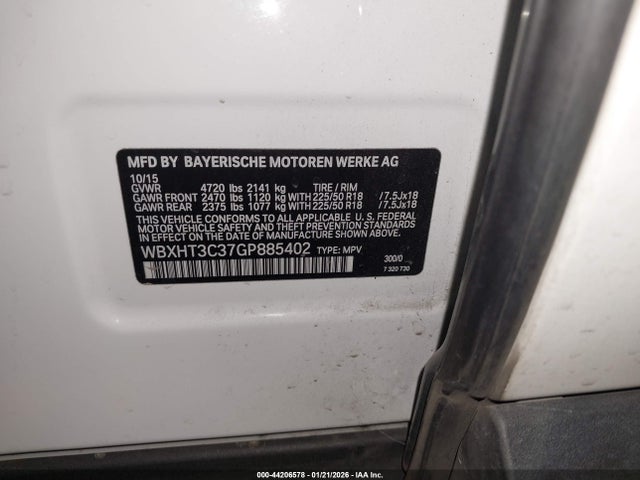 MFD BY BAYERISCHE MOTOREN WERKE AG
10/15
GVWR 4720 lbs 2141 kg TIRE / RIM
GAWR FRONT 2470 lbs 1120 kg WITH 225/50 R18 /7.5Jx18
GAWR REAR 2375 lbs 1077 kg WITH 225/50 R18 /7.5Jx18
THIS VEHICLE CONFORMS TO ALL APPLICABLE U. S. FEDERAL
MOTOR VEHICLE SAFETY AND THEFT PREVENTION STANDARDS
IN EFFECT ON THE DATE OF MANUFACTURE SHOWN ABOVE.
WBXHT3C37GP885402 TYPE: MPV
300/0
7 320 730
000-44206578 - 01/21/2026 - IAA Inc.